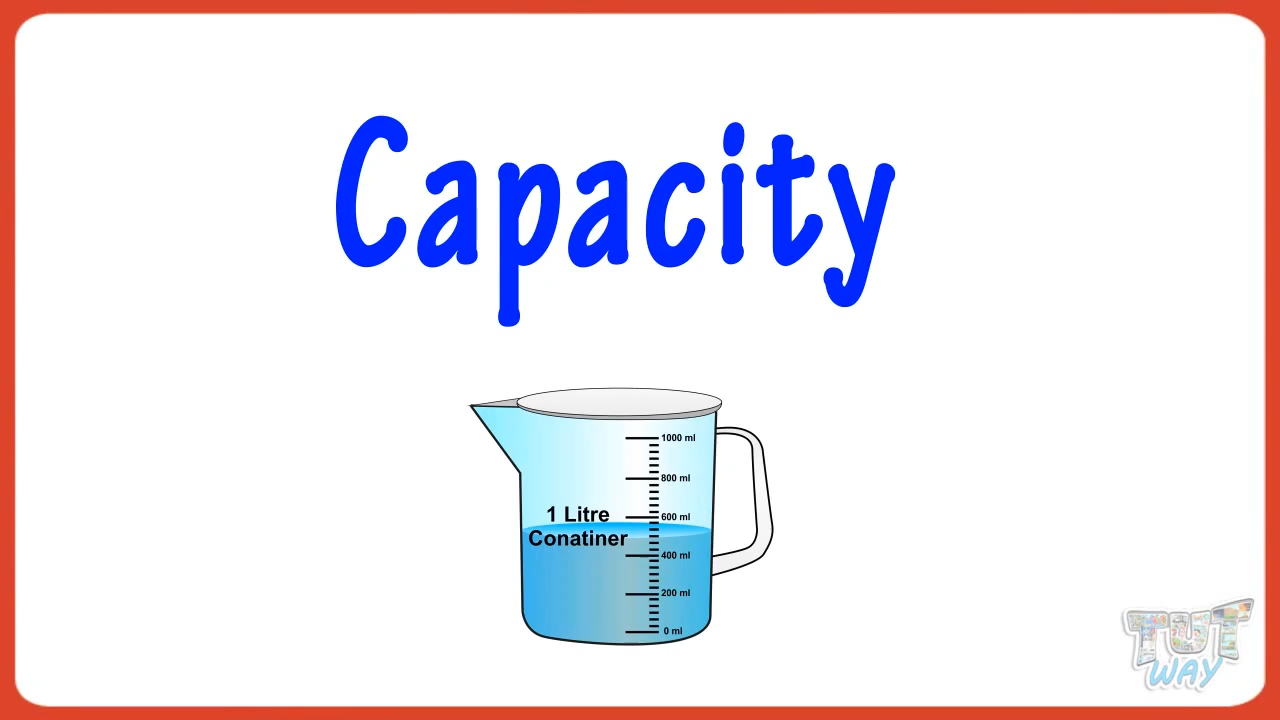 Capacity
1000 ml
800 ml
1 Litre
600 ml
Conatiner
400 ml
200 ml
0 ml
TUT
WAY